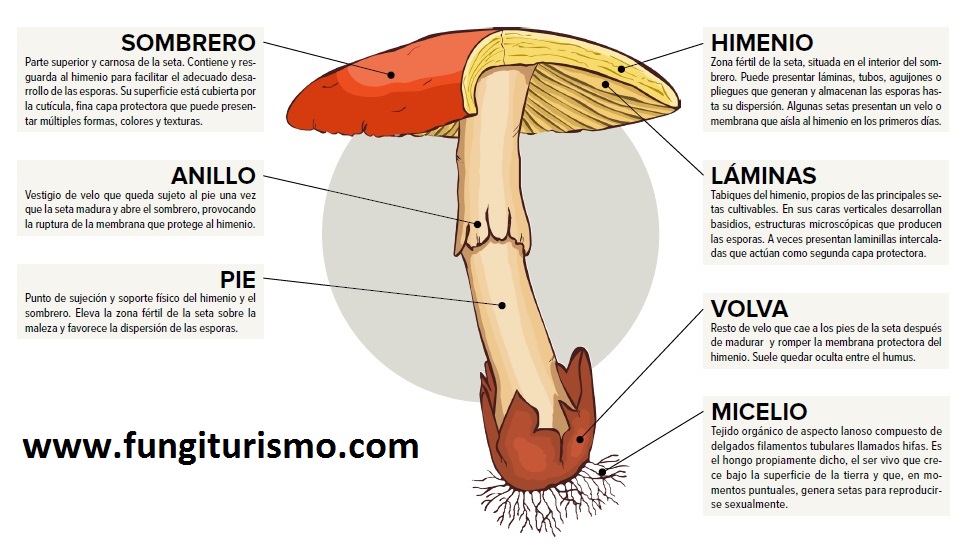 SOMBRERO
Parte superior y carnosa de la seta. Contiene y res-
guarda al himenio para facilitar el adecuado desa-
rrollo de las esporas. Su superficie está cubierta por
la cutícula, fina capa protectora que puede presen-
tar múltiples formas, colores y texturas.
ANILLO
Vestigio de velo que queda sujeto al pie una vez
que la seta madura y abre el sombrero, provocando
la ruptura de la membrana que protege al himenio.
PIE
Punto de sujeción y soporte físico del himenio y el
sombrero. Eleva la zona fértil de la seta sobre la
maleza y favorece la dispersión de las esporas.
www.fungiturismo.com
HIMENIO
Zona fértil de la seta, situada en el interior del som-
brero. Puede presentar láminas, tubos, aguijones o
pliegues que generan y almacenan las esporas has-
ta su dispersión. Algunas setas presentan un velo o
membrana que aísla al himenio en los primeros días.
LÁMINAS
Tabiques del himenio, propios de las principales se-
tas cultivables. En sus caras verticales desarrollan
basidios, estructuras microscópicas que producen
las esporas. A veces presentan laminillas intercala-
das que actúan como segunda capa protectora.
VOLVA
Resto de velo que cae a los pies de la seta después
de madurar y romper la membrana protectora del
himenio. Suele quedar oculta entre el humus.
MICELIO
Tejido orgánico de aspecto lanoso compuesto de
delgados filamentos tubulares llamados hifas. Es
el hongo propiamente dicho, el ser vivo que cre-
ce bajo la superficie de la tierra y que, en mo-
mentos puntuales, genera setas para reproducir-
se sexualmente.